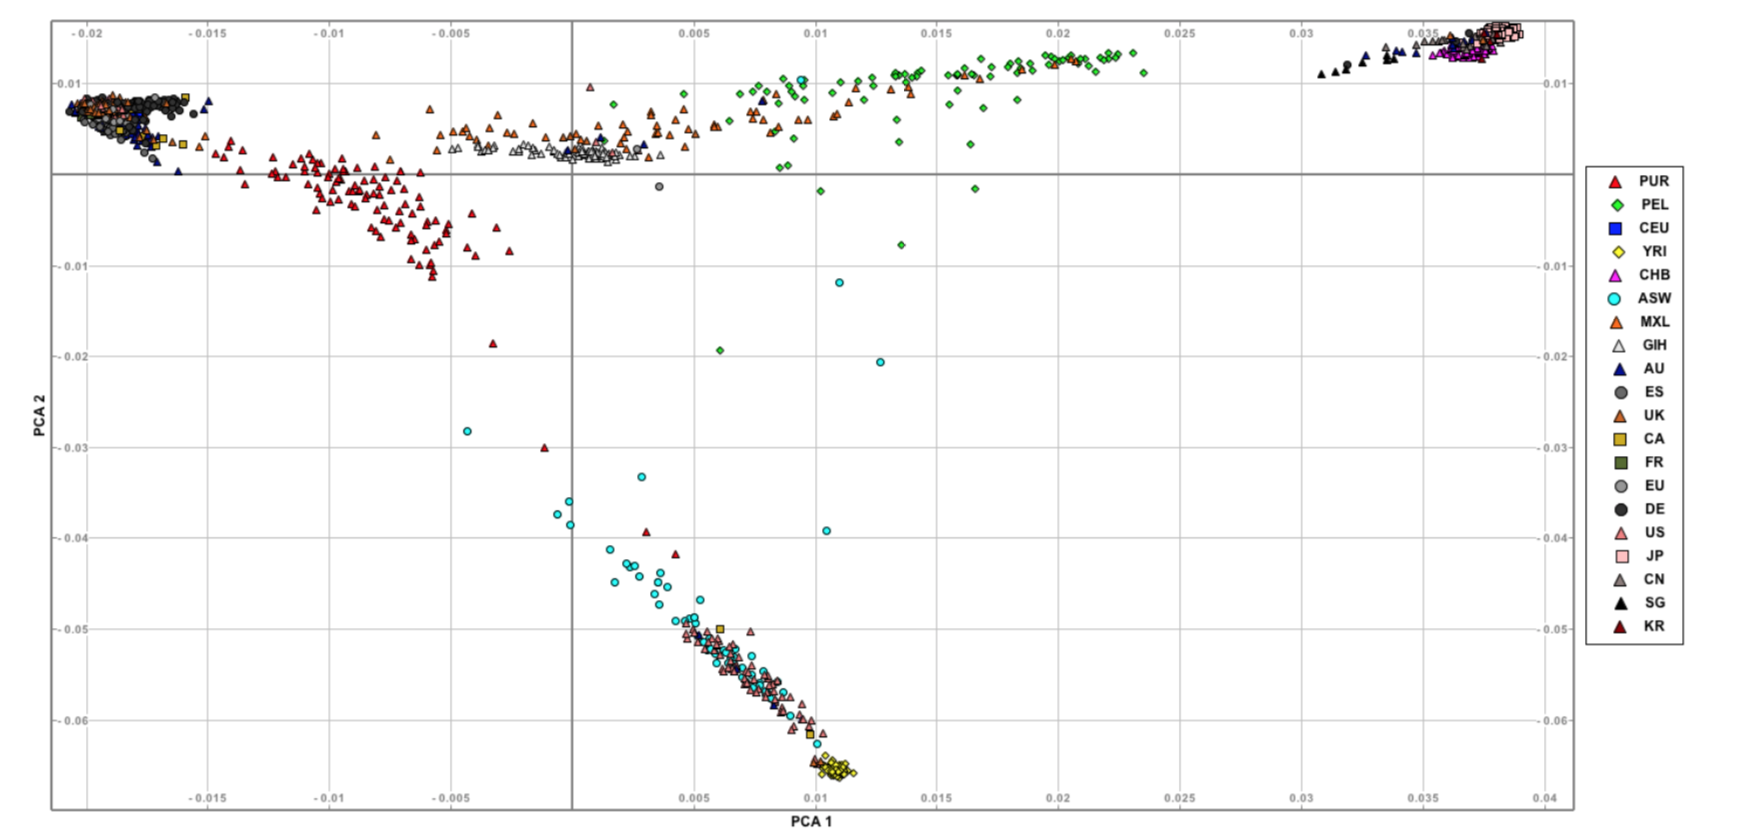 -0.02 -0.015 -0.01 -0.005 0.005 0.01 0.015 0.02 0.025 0.03 0.035 0.04
0.01 0.01
-0.01 -0.01
-0.02 -0.02
-0.03 -0.03
-0.04 -0.04
-0.05 -0.05
-0.06 -0.06
-0.015 -0.01 -0.005 0.005 0.01 0.015 0.02 0.025 0.03 0.035 0.04
PCA 1
PCA 2
PUR
PEL
CEU
YRI
CHB
ASW
MXL
GIH
AU
ES
UK
CA
FR
EU
DE
US
JP
CN
SG
KR